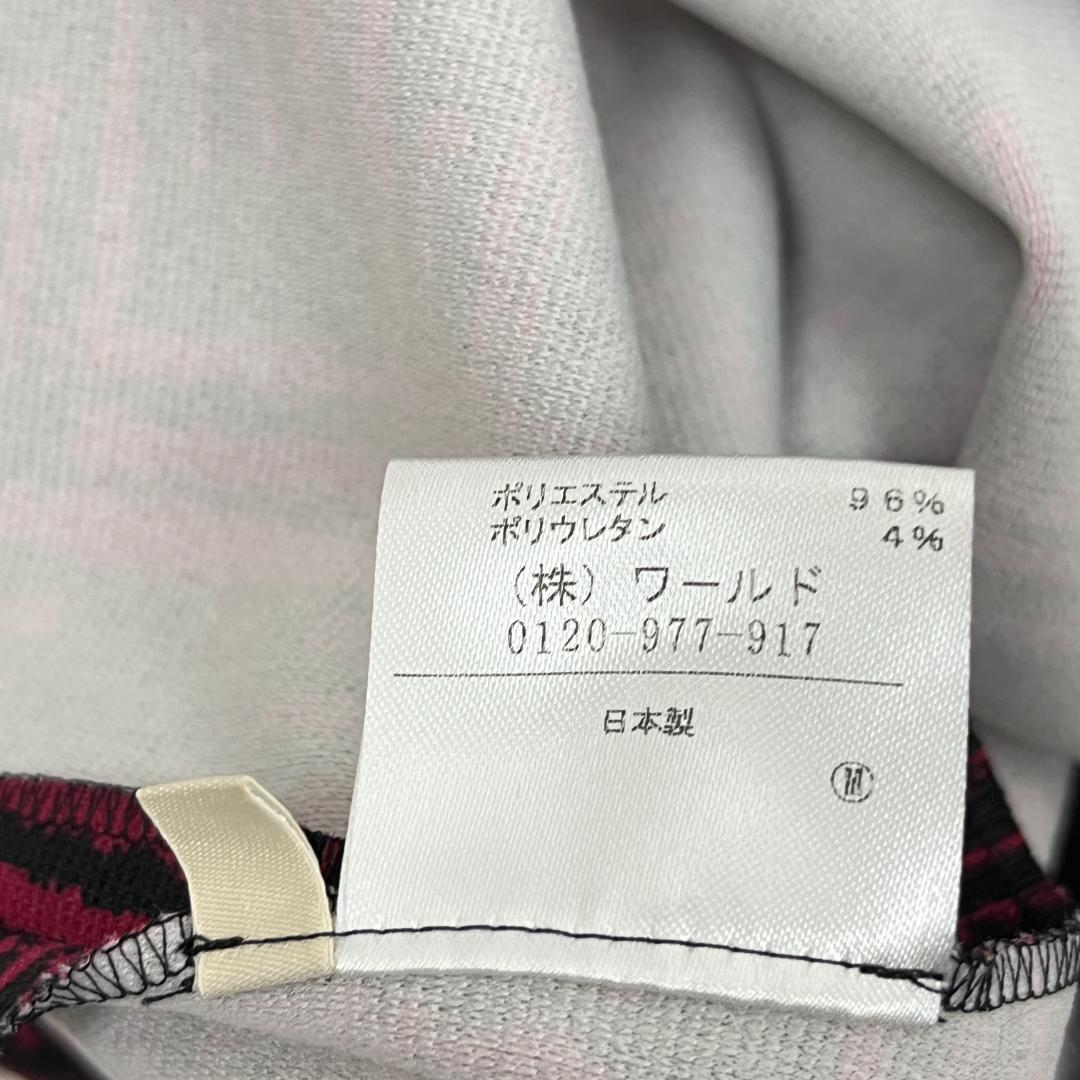 ポリエステル 96%
ポリウレタン 4%
(株) ワールド
0120-977-917
日本製